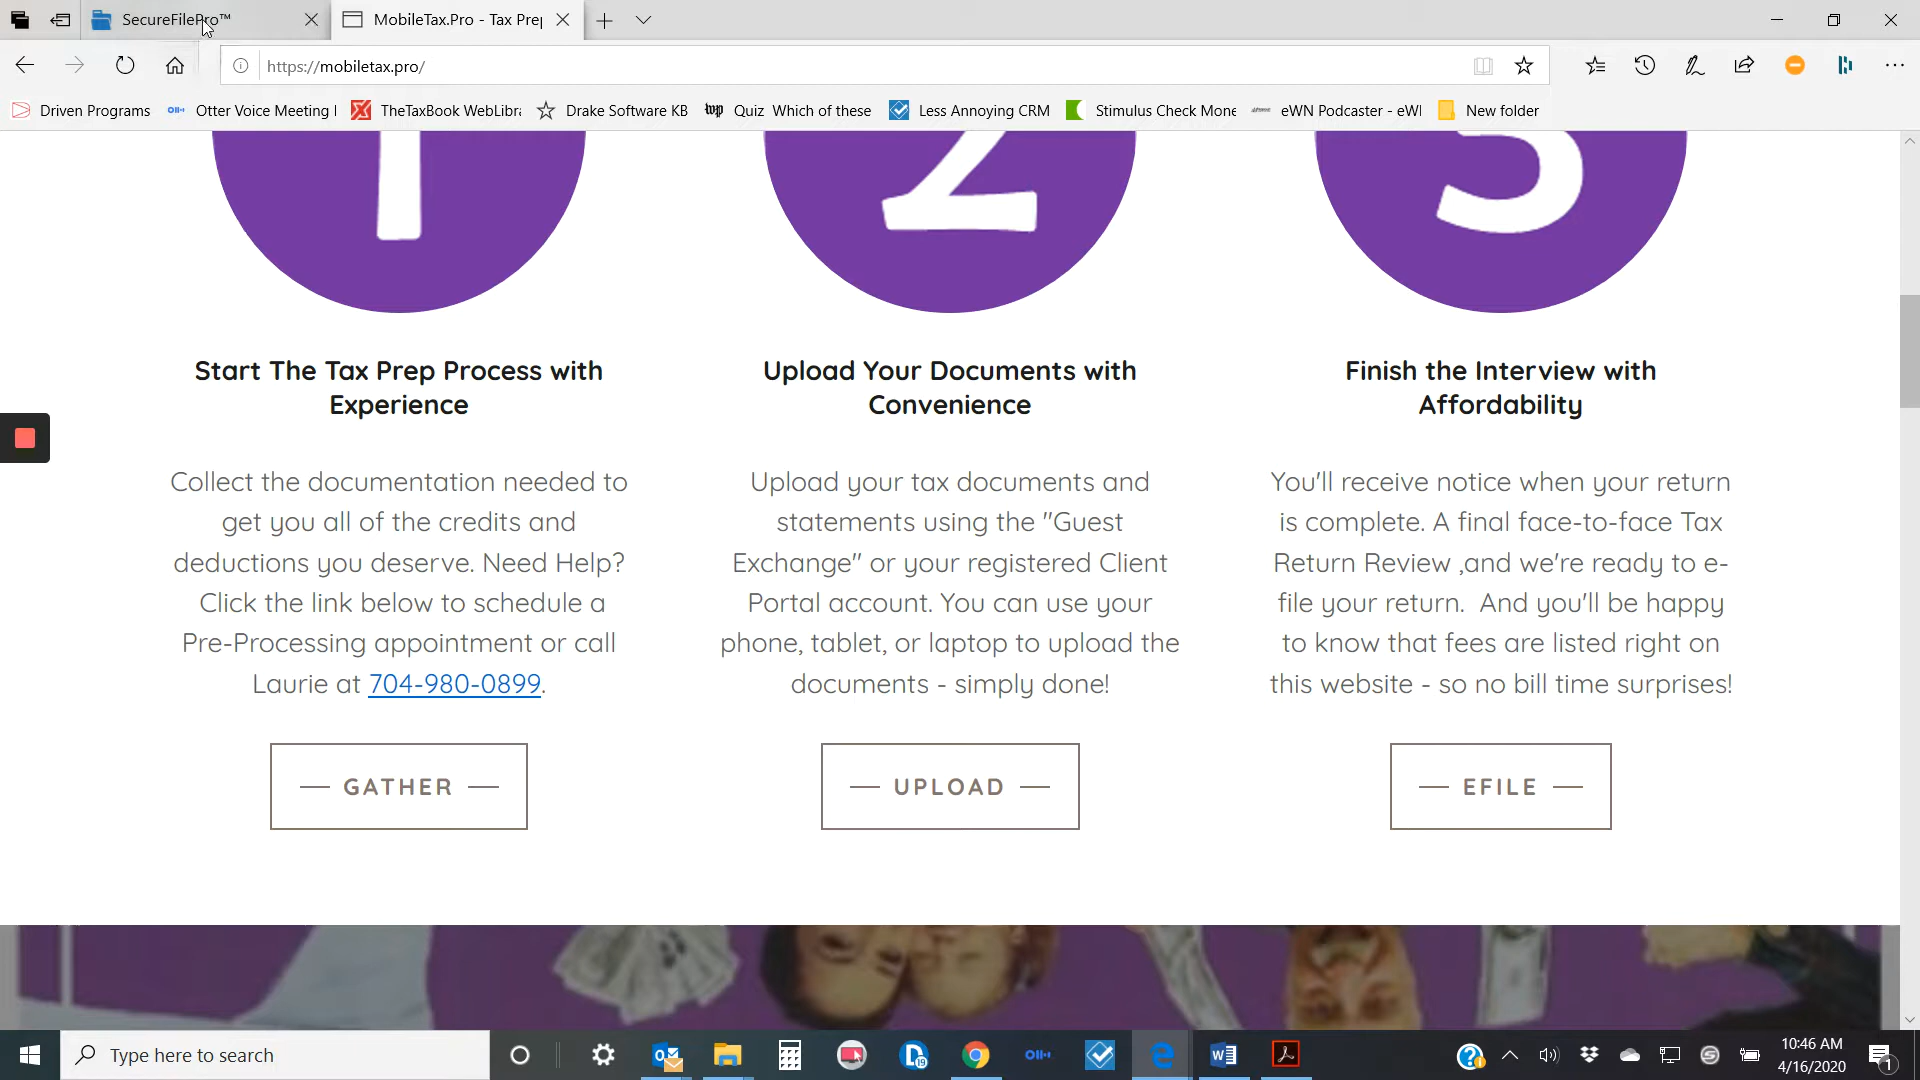 SecureFilePro™
MobileTax.Pro - Tax Prep
https://mobiletax.pro/
Driven Programs
Otter Voice Meeting
TheTaxBook WebLibra
Drake Software KB
wp
Quiz Which of these
Less Annoying CRM
Stimulus Check Mone
eWN Podcaster - eWI
New folder
1
2
3
Start The Tax Prep Process with
Experience
Collect the documentation needed to
get you all of the credits and
deductions you deserve. Need Help?
Click the link below to schedule a
Pre-Processing appointment or call
Laurie at 704-980-0899.
GATHER
Upload Your Documents with
Convenience
Upload your tax documents and
statements using the "Guest
Exchange" or your registered Client
Portal account. You can use your
phone, tablet, or laptop to upload the
documents - simply done!
UPLOAD
Finish the Interview with
Affordability
You'll receive notice when your return
is complete. A final face-to-face Tax
Return Review ,and we're ready to e-
file your return. And you'll be happy
to know that fees are listed right on
this website - so no bill time surprises!
EFILE
Type here to search
10:46 AM
4/16/2020
1